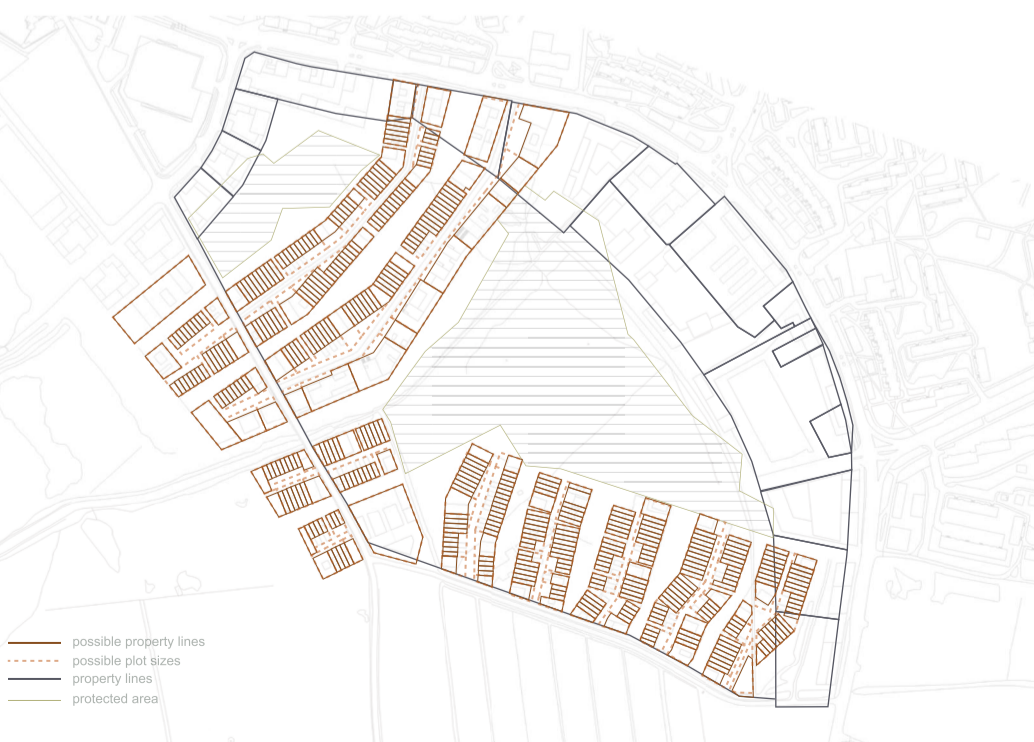 possible property lines
possible plot sizes
property lines
protected area